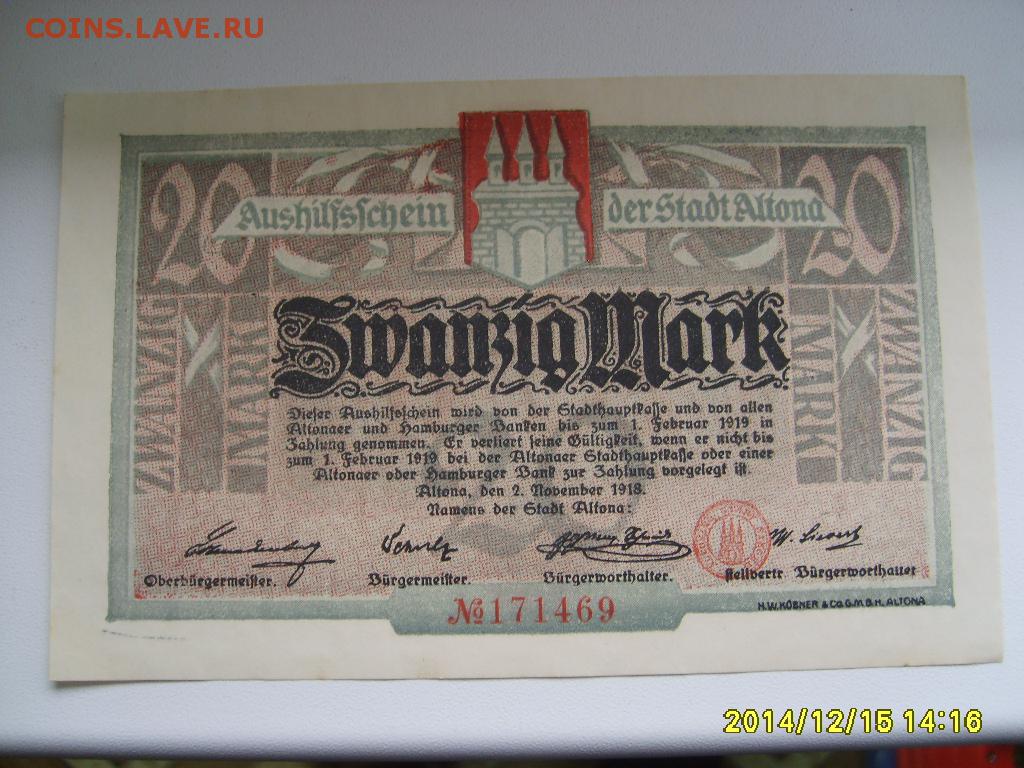 COINS.LAVE.RU
20 Aushilfsschein der Stadt Altona 20
Zwanzig Mark
ZWANZIG MARK
MARK ZWANZIG
Dieser Aushilfsschein wird von der Stadthauptkasse und von allen
Altonaer und Hamburger Banken bis zum 1. Februar 1919 in
Zahlung genommen. Er verliert seine Gültigkeit, wenn er nicht bis
zum 1. Februar 1919 bei der Altonaer Stadthauptkasse oder einer
Altonaer oder Hamburger Bank zur Zahlung vorgelegt ist.
Altona, den 2. November 1918.
Namens der Stadt Altona:
Schulz
Oberbürgermeister. Bürgermeister. Bürgerworthalter. stellvertr. Bürgerworthalter
№171469
H.W. KÖBNER & CO. G.M.B.H. ALTONA
2014/12/15 14:16